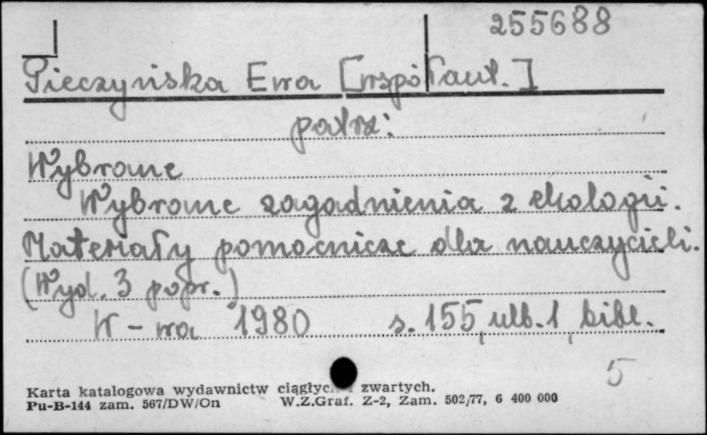 255688
Pieczyńska Ewa [współaut.]
patrz:
Wybrane
Wybrane zagadnienia z ekologii.
Materiały pomocnicze dla nauczycieli.
(Wyd. 3 popr.)
W-wa 1980 s. 155, ulb. 1, bibl.
5
Karta katalogowa wydawnictw ciągłych i zwartych.
Pu-B-144 zam. 567/DW/On W.Z.Graf. Z-2, Zam. 502/77, 6 400 000